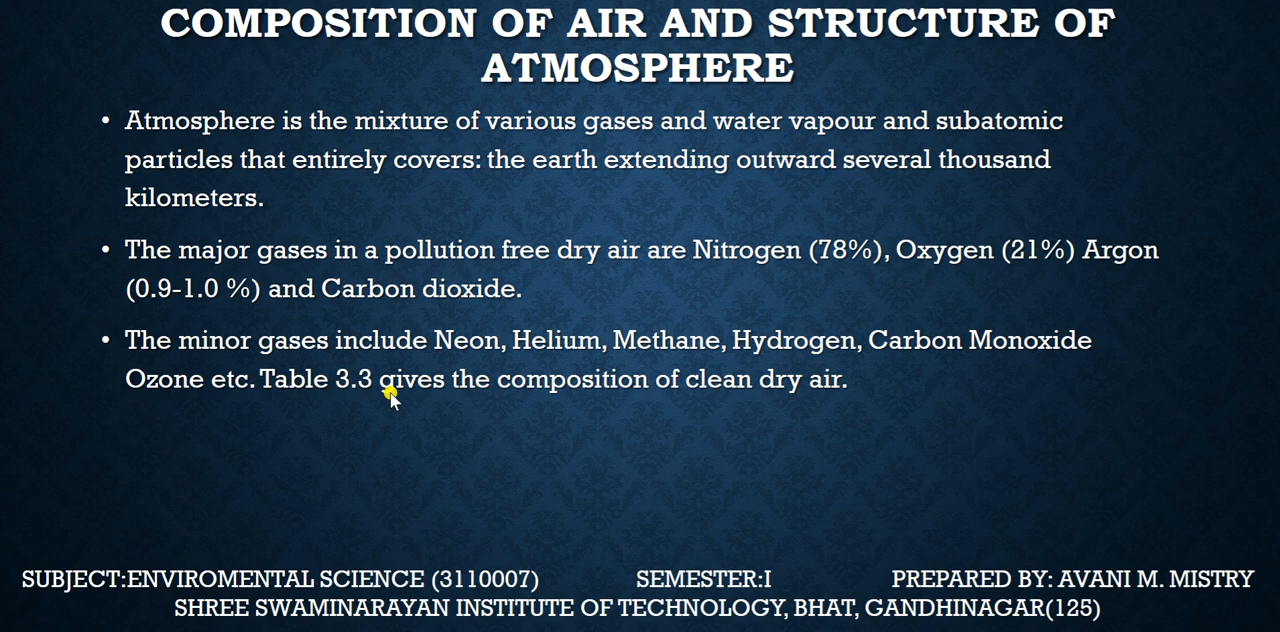 COMPOSITION OF AIR AND STRUCTURE OF
ATMOSPHERE
• Atmosphere is the mixture of various gases and water vapour and subatomic
particles that entirely covers: the earth extending outward several thousand
kilometers.
• The major gases in a pollution free dry air are Nitrogen (78%), Oxygen (21%) Argon
(0.9-1.0 %) and Carbon dioxide.
• The minor gases include Neon, Helium, Methane, Hydrogen, Carbon Monoxide
Ozone etc. Table 3.3 gives the composition of clean dry air.
SUBJECT:ENVIROMENTAL SCIENCE (3110007) SEMESTER:I PREPARED BY: AVANI M. MISTRY
SHREE SWAMINARAYAN INSTITUTE OF TECHNOLOGY, BHAT, GANDHINAGAR(125)